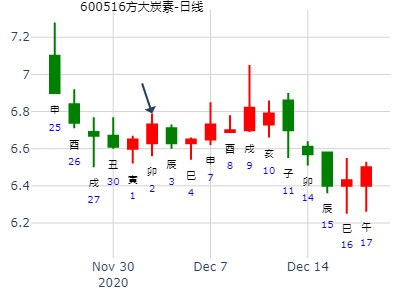 600516方大炭素-日线
7.2
7
6.8
6.6
6.4
6.2
申
25
酉
26
戌
27
丑
30
寅
1
卯
2
辰
3
巳
4
申
7
酉
8
戌
9
亥
10
子
11
卯
14
辰
15
巳
16
午
17
Nov 30
2020
Dec 7
Dec 14